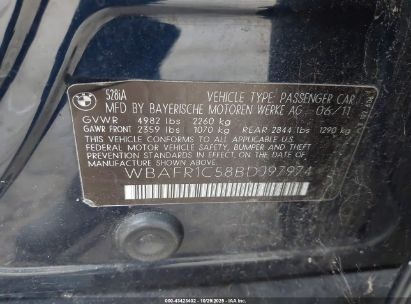 528iA VEHICLE TYPE: PASSENGER CAR
MFD BY BAYERISCHE MOTOREN WERKE AG - 06/11
GVWR 4982 lbs 2260 kg
GAWR FRONT 2359 lbs 1070 kg REAR 2844 lbs 1290 kg
THIS VEHICLE CONFORMS TO ALL APPLICABLE
FEDERAL MOTOR VEHICLE SAFETY, BUMPER AND THEFT
PREVENTION STANDARDS IN EFFECT ON THE DATE OF
MANUFACTURE SHOWN ABOVE.
WBAFR1C58BDJ97974